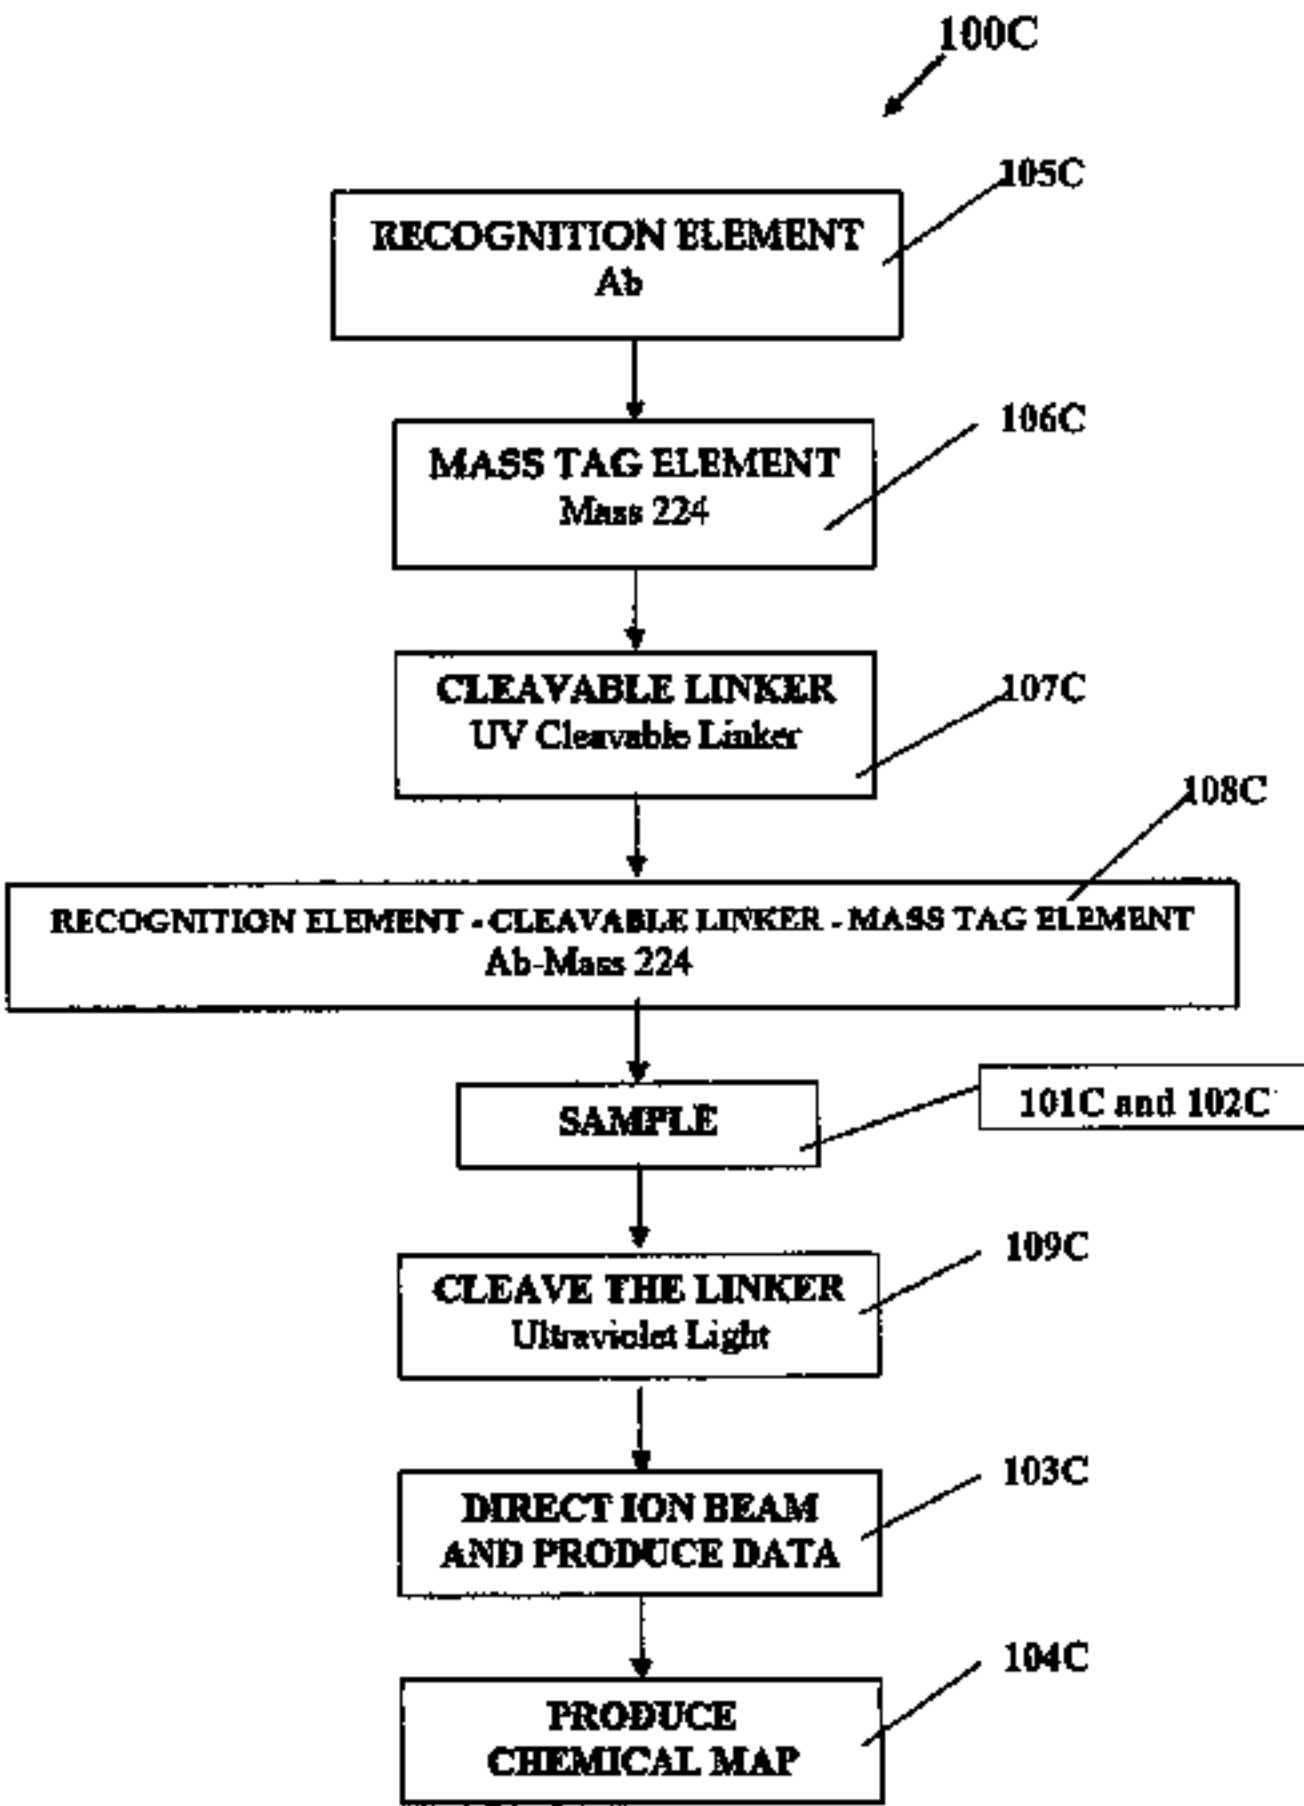 100C
105C
RECOGNITION ELEMENT
Ab
106C
MASS TAG ELEMENT
Mass 224
107C
CLEAVABLE LINKER
UV Cleavable Linker
108C
RECOGNITION ELEMENT - CLEAVABLE LINKER - MASS TAG ELEMENT
Ab-Mass 224
101C and 102C
SAMPLE
109C
CLEAVE THE LINKER
Ultraviolet Light
103C
DIRECT ION BEAM
AND PRODUCE DATA
104C
PRODUCE
CHEMICAL MAP